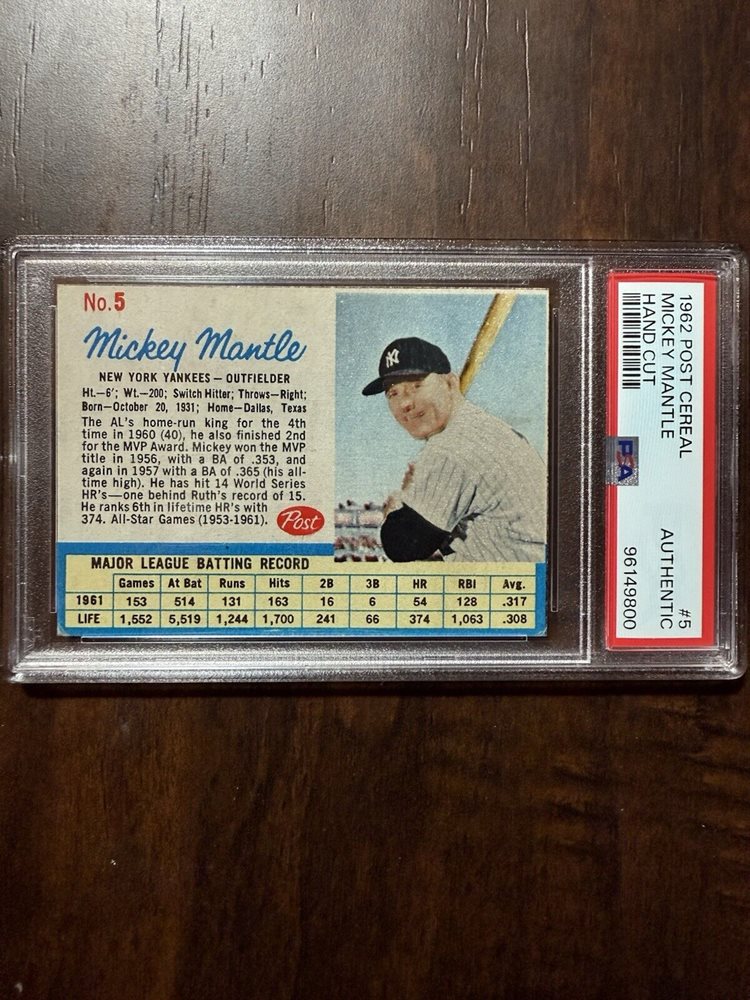 No.5
Mickey Mantle
NEW YORK YANKEES — OUTFIELDER
Ht.—6'; Wt.—200; Switch Hitter; Throws—Right;
Born—October 20, 1931; Home—Dallas, Texas
The AL's home-run king for the 4th
time in 1960 (40), he also finished 2nd
for the MVP Award. Mickey won the MVP
title in 1956, with a BA of .353, and
again in 1957 with a BA of .365 (his all-
time high). He has hit 14 World Series
HR's—one behind Ruth's record of 15.
He ranks 6th in lifetime HR's with
374. All-Star Games (1953-1961).
Post
NY
MAJOR LEAGUE BATTING RECORD
Games At Bat Runs Hits 2B 3B HR RBI Avg.
1961 153 514 131 163 16 6 54 128 .317
LIFE 1,552 5,519 1,244 1,700 241 66 374 1,063 .308
1962 POST CEREAL #5
MICKEY MANTLE AUTHENTIC
HAND CUT
96149800
PSA